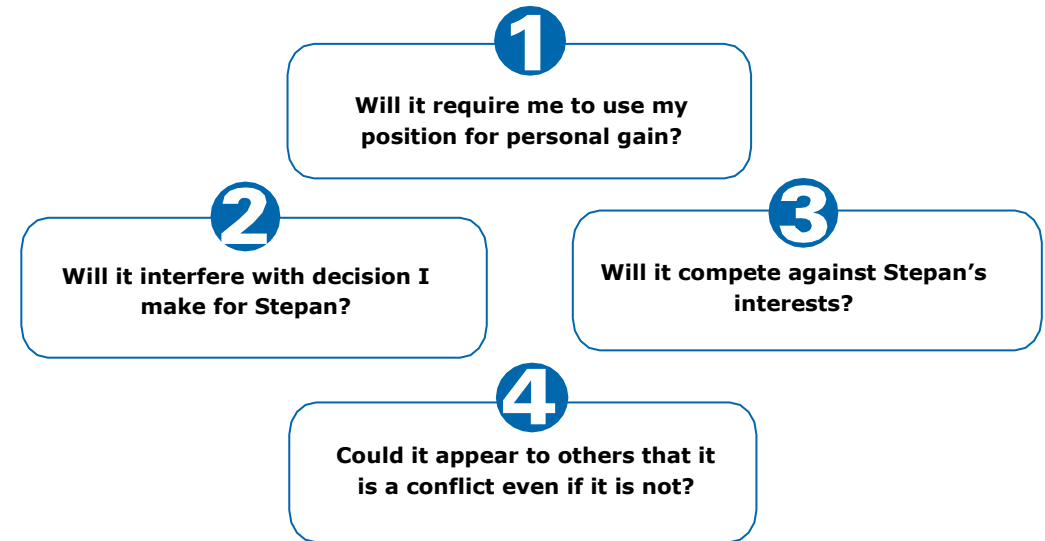 1
Will it require me to use my
position for personal gain?
2
Will it interfere with decision I
make for Stepan?
3
Will it compete against Stepan’s
interests?
4
Could it appear to others that it
is a conflict even if it is not?